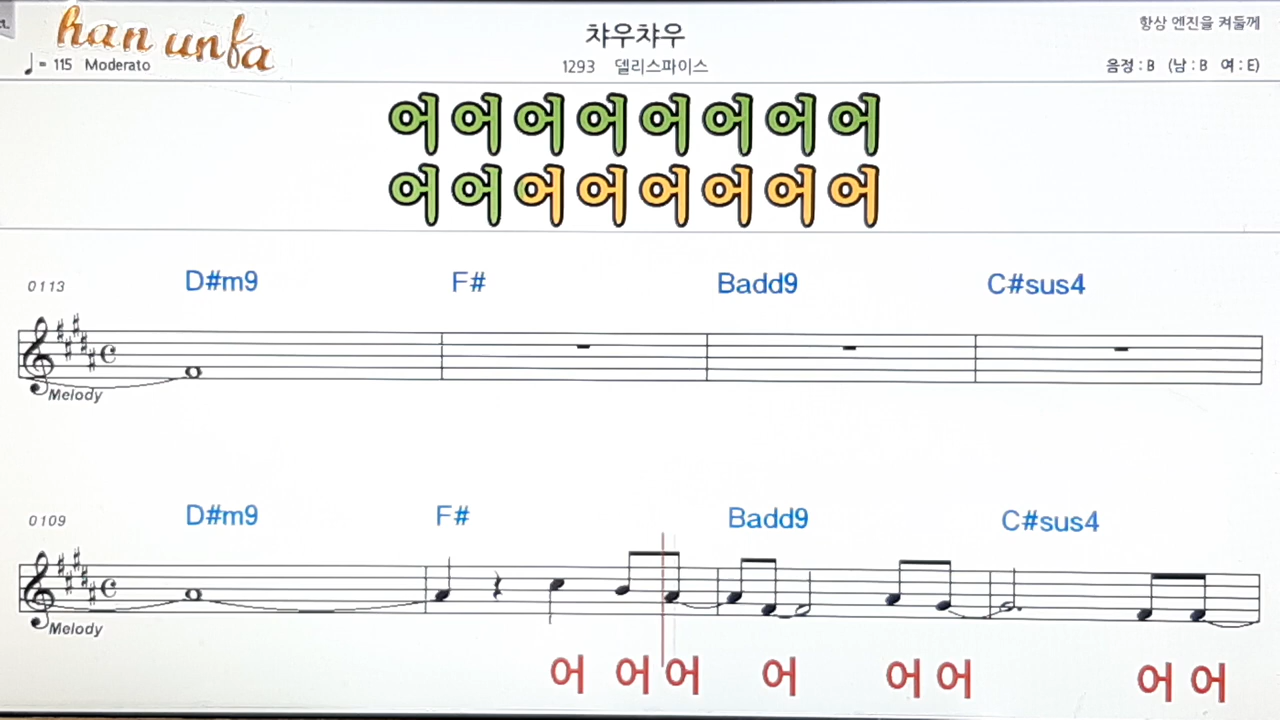 han unfa
챠우챠우
항상 엔진을 켜둘께
♩= 115 Moderato
1293 델리스파이스
음정 : B (남 : B 여 : E)
어어어어어어어어
어어어어어어어어
0113 D#m9 F# Badd9 C#sus4
Melody
0109 D#m9 F# Badd9 C#sus4
Melody
어 어 어 어 어 어 어 어